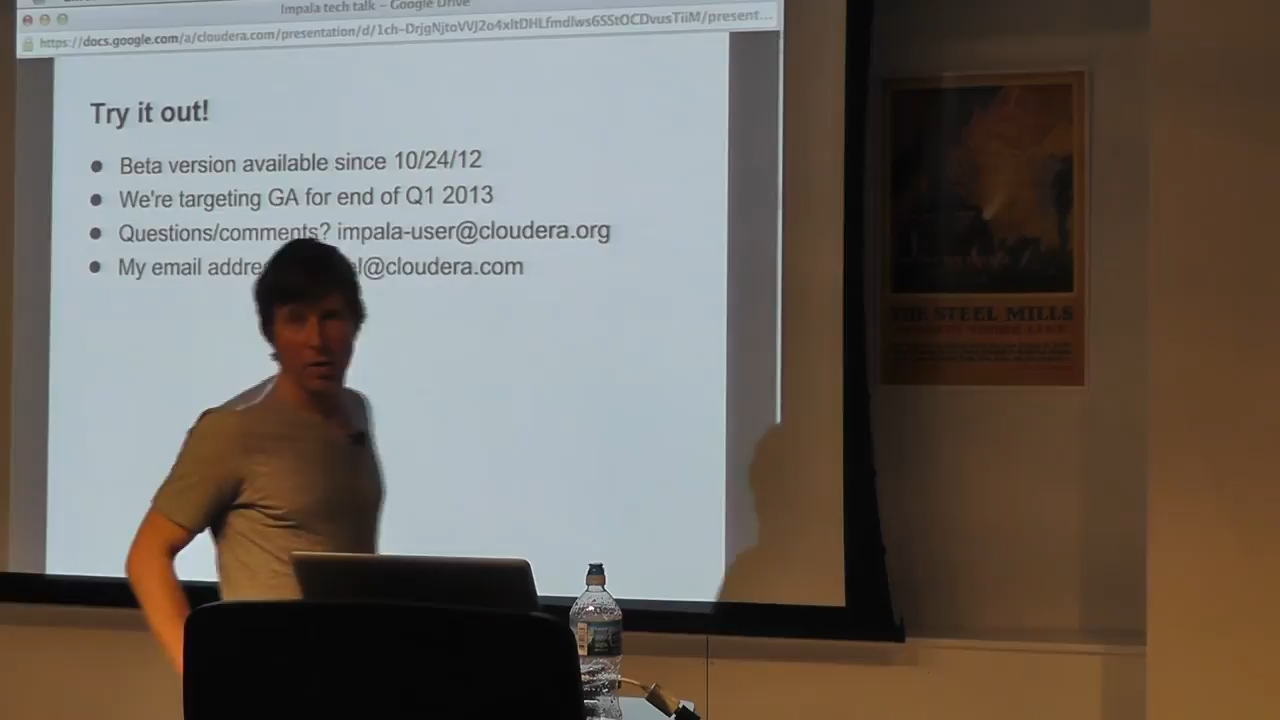 Impala tech talk – Google Drive
https://docs.google.com/a/cloudera.com/presentation/d/1ch-DrjgNjtoVVJ2o4xltDHLfmdlws6SStOCDvusTiiM/present...
Try it out!
● Beta version available since 10/24/12
● We're targeting GA for end of Q1 2013
● Questions/comments? impala-user@cloudera.org
● My email addre l@cloudera.com
THE STEEL MILLS